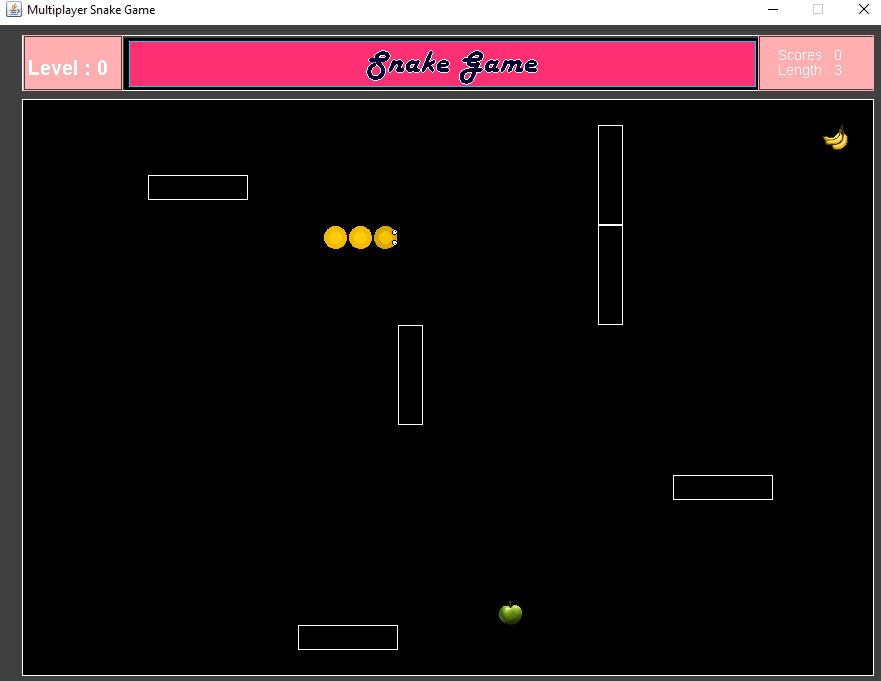 Multiplayer Snake Game
Level : 0
Snake Game
Scores : 0
Length : 3